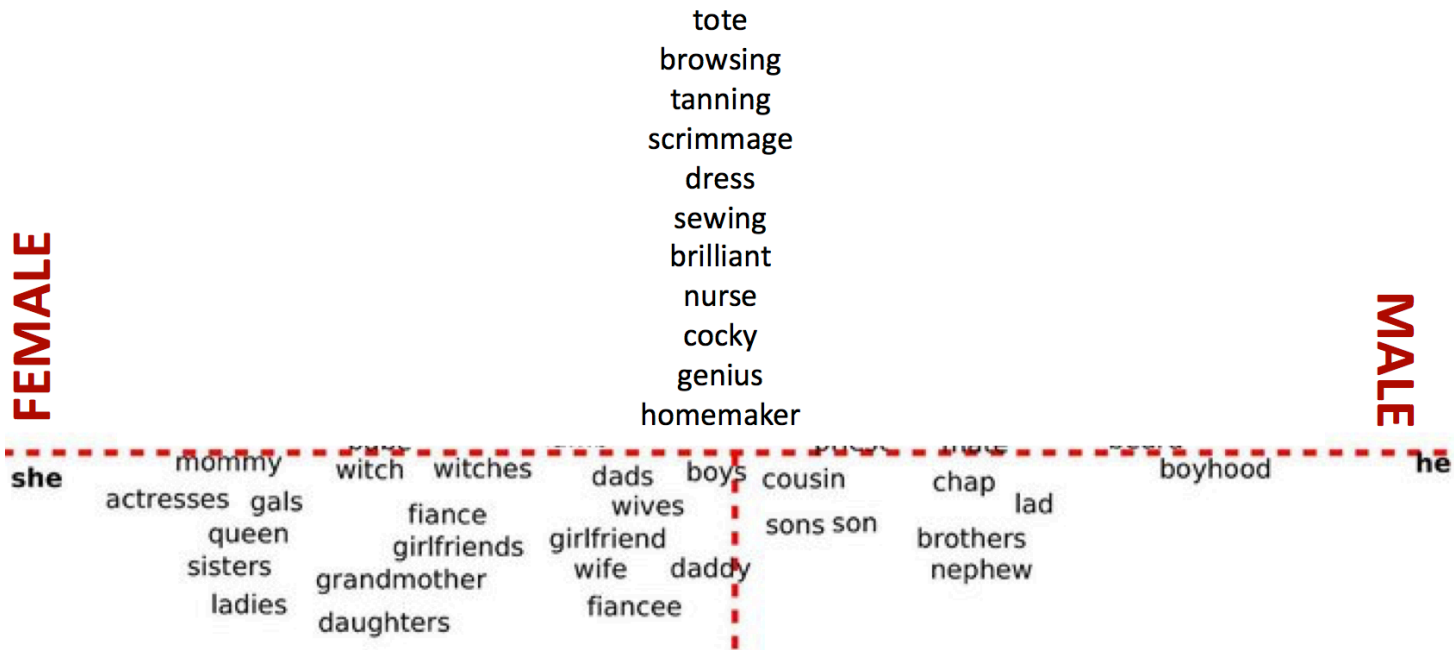 tote
browsing
tanning
scrimmage
dress
sewing
brilliant
nurse
cocky
genius
homemaker
FEMALE
MALE
she mommy witch witches dads boys cousin chap boyhood he
actresses gals wives lad
queen fiance girlfriends girlfriend sons son brothers
sisters grandmother wife daddy nephew
ladies daughters fiancee